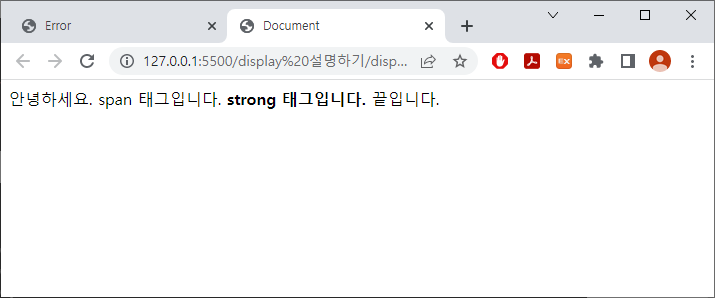 Error
Document
127.0.0.1:5500/display%20설명하기/disp...
안녕하세요. span 태그입니다. strong 태그입니다. 끝입니다.